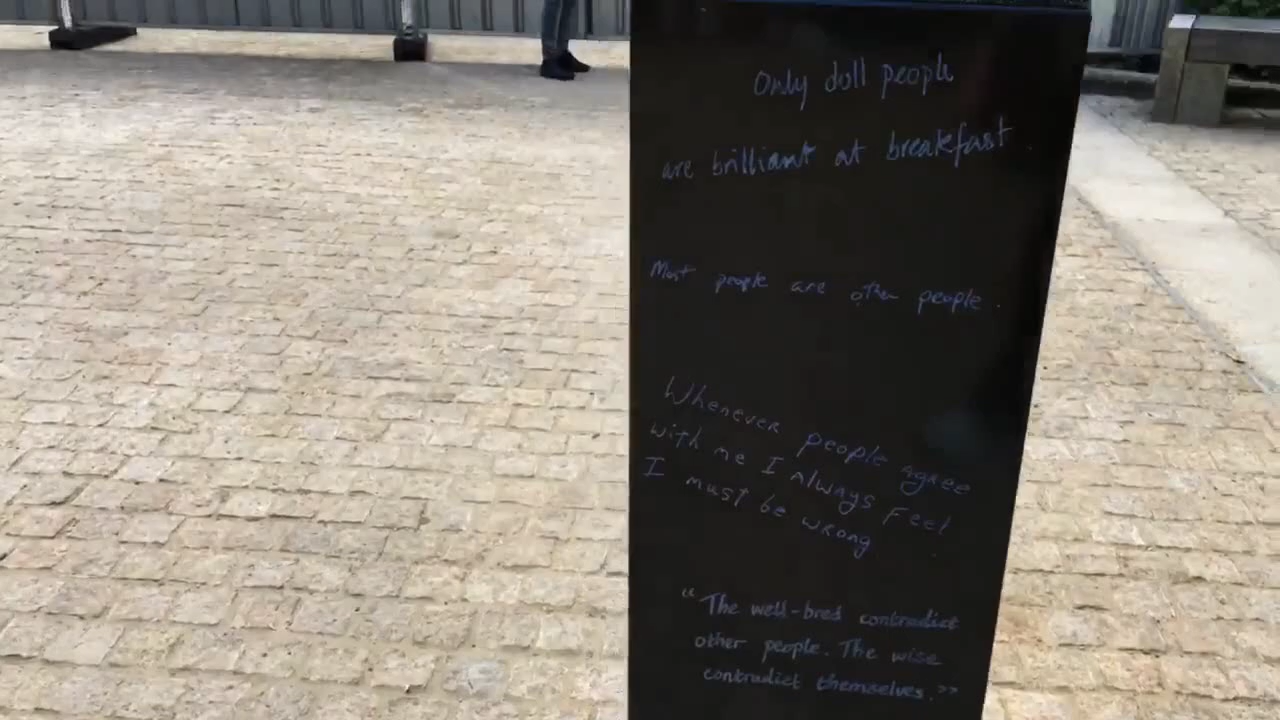 Only dull people
are brilliant at breakfast.
Most people are other people.
Whenever people agree
with me I always feel
I must be wrong
“The well-bred contradict
other people. The wise
contradict themselves.”